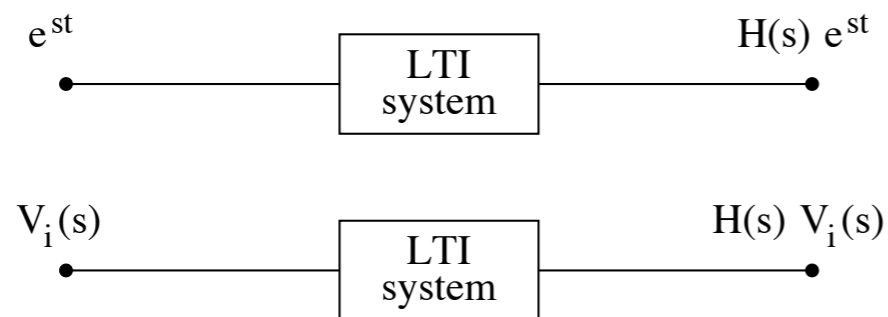 e^st
H(s) e^st
LTI
system
V_i(s)
H(s) V_i(s)
LTI
system